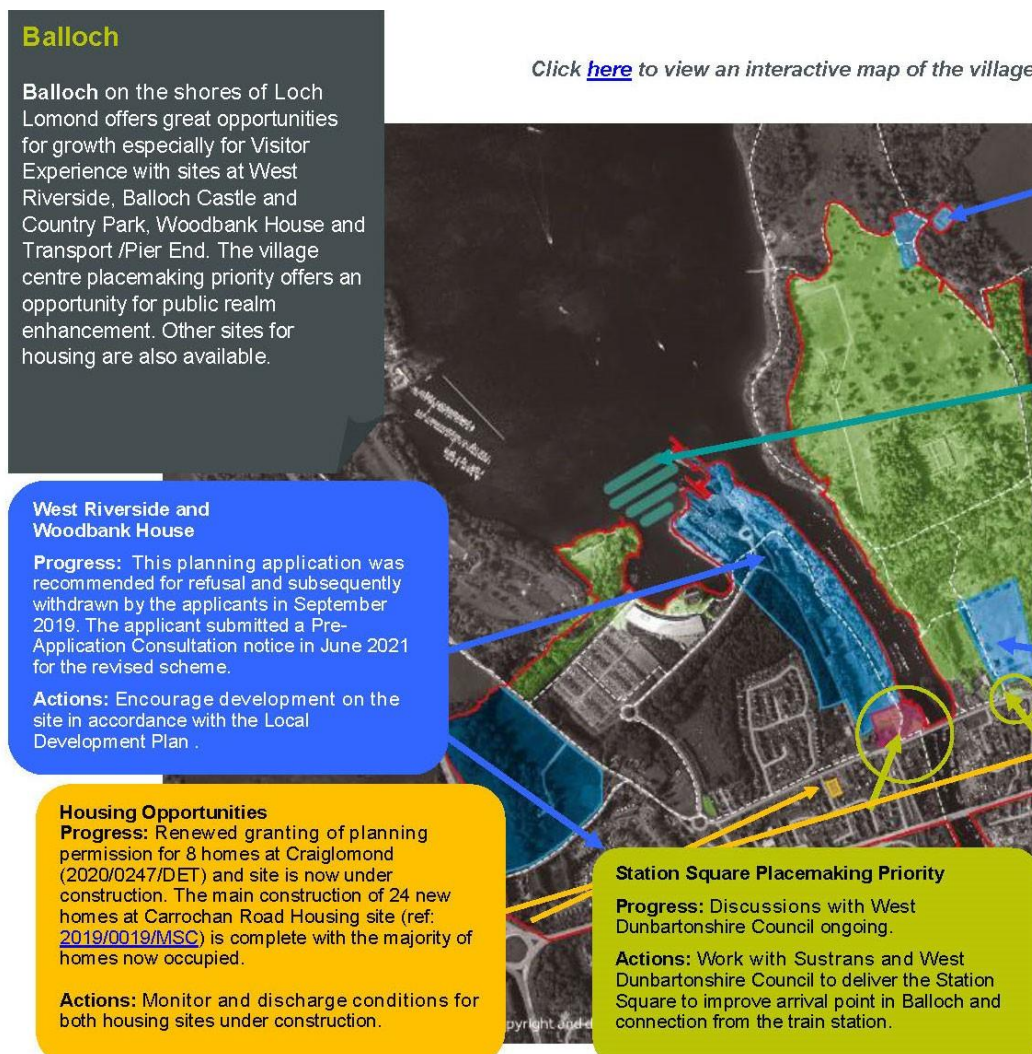 Balloch
Balloch on the shores of Loch
Lomond offers great opportunities
for growth especially for Visitor
Experience with sites at West
Riverside, Balloch Castle and
Country Park, Woodbank House and
Transport /Pier End. The village
centre placemaking priority offers an
opportunity for public realm
enhancement. Other sites for
housing are also available.
Click here to view an interactive map of the village
West Riverside and
Woodbank House
Progress: This planning application was
recommended for refusal and subsequently
withdrawn by the applicants in September
2019. The applicant submitted a Pre-
Application Consultation notice in June 2021
for the revised scheme.
Actions: Encourage development on the
site in accordance with the Local
Development Plan .
Housing Opportunities
Progress: Renewed granting of planning
permission for 8 homes at Craiglomond
(2020/0247/DET) and site is now under
construction. The main construction of 24 new
homes at Carrochan Road Housing site (ref:
2019/0019/MSC) is complete with the majority of
homes now occupied.
Actions: Monitor and discharge conditions for
both housing sites under construction.
Station Square Placemaking Priority
Progress: Discussions with West
Dunbartonshire Council ongoing.
Actions: Work with Sustrans and West
Dunbartonshire Council to deliver the Station
Square to improve arrival point in Balloch and
connection from the train station.
pyright and d